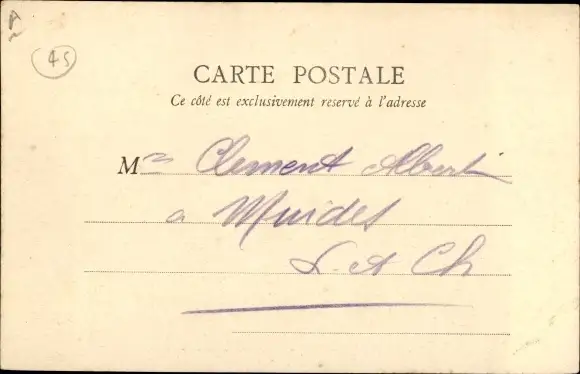 45
CARTE POSTALE
Ce côté est exclusivement reservé à l'adresse
M Clement Albert
a Muides
L. et Ch